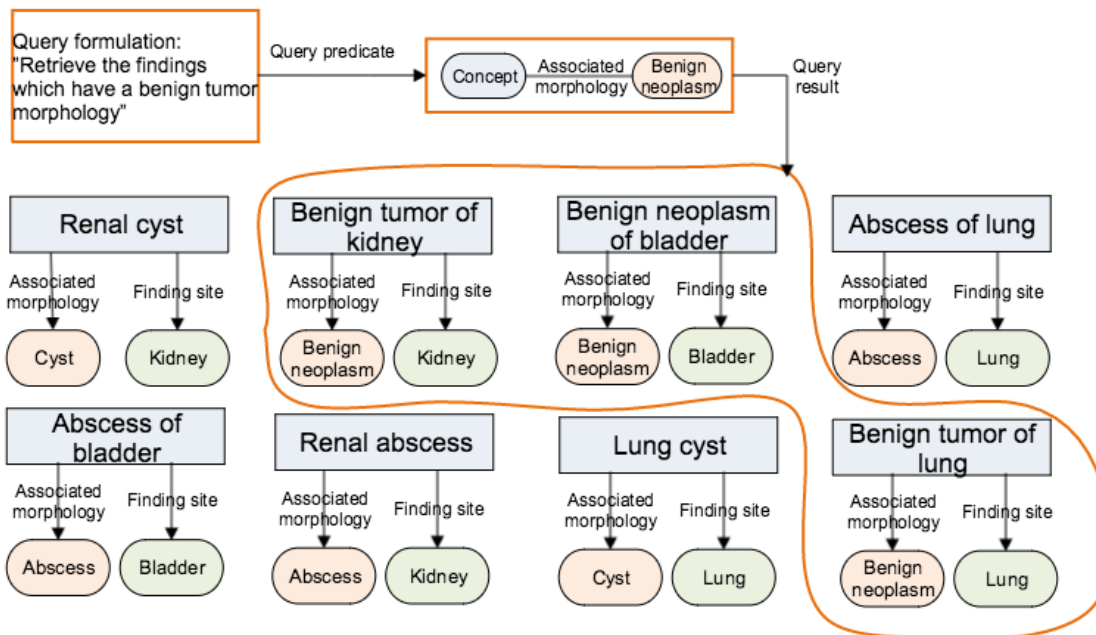 Query formulation:
"Retrieve the findings
which have a benign tumor
morphology"
Query predicate
Concept
Associated
morphology
Benign
neoplasm
Query
result
Renal cyst
Associated
morphology
Finding site
Cyst
Kidney
Benign tumor of
kidney
Associated
morphology
Finding site
Benign
neoplasm
Kidney
Benign neoplasm
of bladder
Associated
morphology
Finding site
Benign
neoplasm
Bladder
Abscess of lung
Associated
morphology
Finding site
Abscess
Lung
Abscess of
bladder
Associated
morphology
Finding site
Abscess
Bladder
Renal abscess
Associated
morphology
Finding site
Abscess
Kidney
Lung cyst
Associated
morphology
Finding site
Cyst
Lung
Benign tumor of
lung
Associated
morphology
Finding site
Benign
neoplasm
Lung